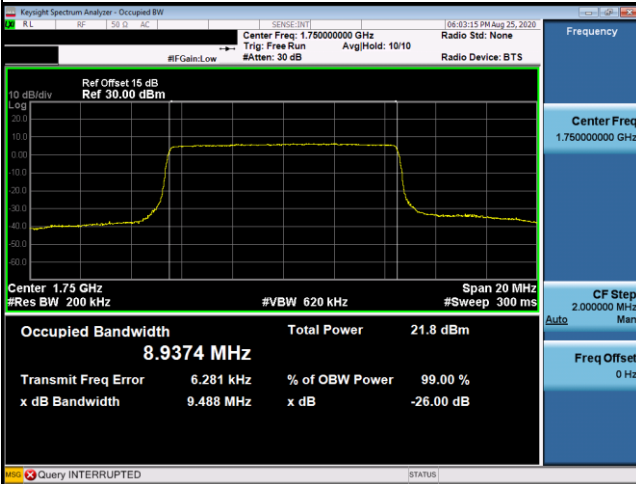 Keysight Spectrum Analyzer - Occupied BW
RL RF 50 Ω AC SENSE:INT 06:03:15 PM Aug 25, 2020
Center Freq: 1.750000000 GHz Radio Std: None
Trig: Free Run Avg|Hold: 10/10
#IFGain:Low #Atten: 30 dB Radio Device: BTS
Frequency
Ref Offset 15 dB
10 dB/div Ref 30.00 dBm
Log
20.0
10.0
0.00
-10.0
-20.0
-30.0
-40.0
-50.0
-60.0
Center 1.75 GHz Span 20 MHz
#Res BW 200 kHz #VBW 620 kHz #Sweep 300 ms
Occupied Bandwidth Total Power 21.8 dBm
8.9374 MHz
Transmit Freq Error 6.281 kHz % of OBW Power 99.00 %
x dB Bandwidth 9.488 MHz x dB -26.00 dB
Center Freq
1.750000000 GHz
CF Step
2.000000 MHz
Auto Man
Freq Offset
0 Hz
MSG Query INTERRUPTED STATUS